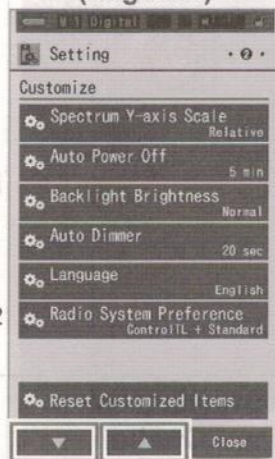 Setting
Customize
Spectrum Y-axis Scale
Relative
Auto Power Off
5 min
Backlight Brightness
Normal
Auto Dimmer
20 sec
Language
English
Radio System Preference
ControlTL + Standard
Reset Customized Items
▼ ▲ Close